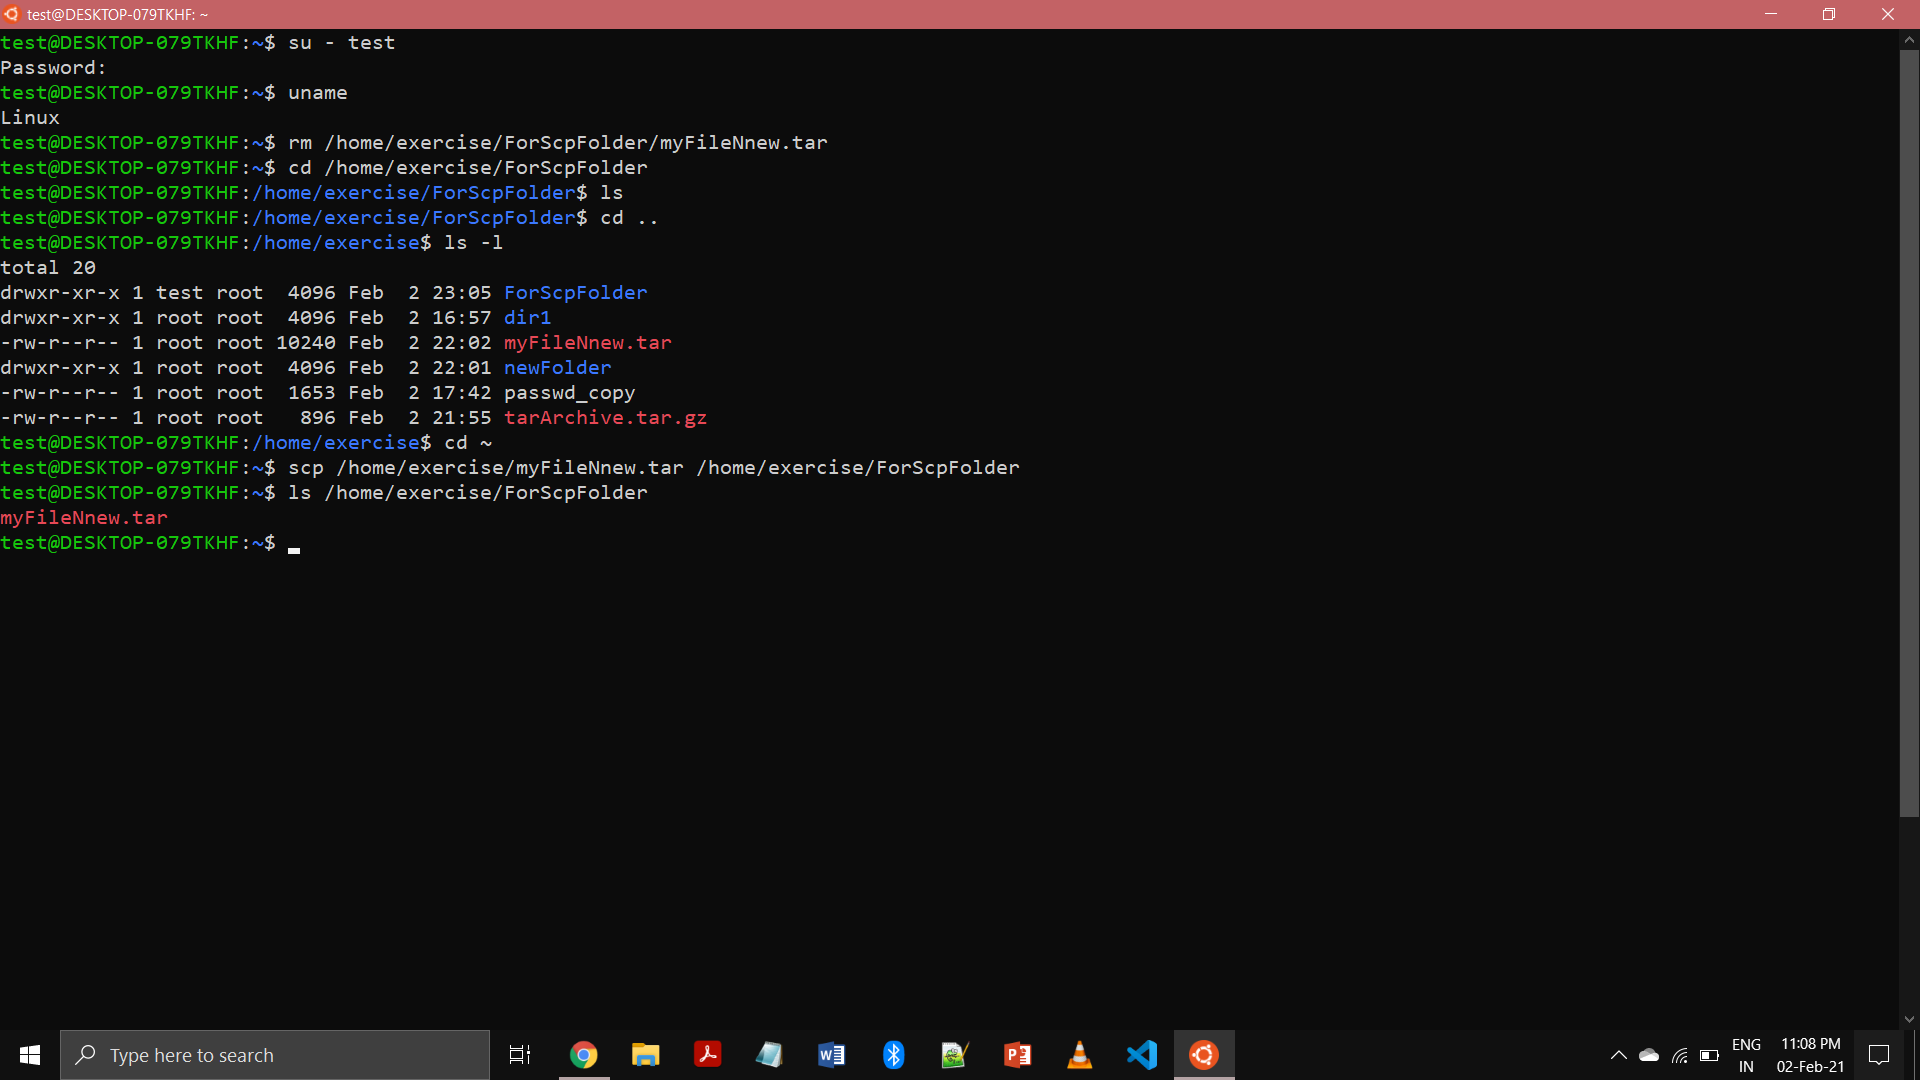 test@DESKTOP-079TKHF: ~
test@DESKTOP-079TKHF:~$ su - test
Password:
test@DESKTOP-079TKHF:~$ uname
Linux
test@DESKTOP-079TKHF:~$ rm /home/exercise/ForScpFolder/myFileNnew.tar
test@DESKTOP-079TKHF:~$ cd /home/exercise/ForScpFolder
test@DESKTOP-079TKHF:/home/exercise/ForScpFolder$ ls
test@DESKTOP-079TKHF:/home/exercise/ForScpFolder$ cd ..
test@DESKTOP-079TKHF:/home/exercise$ ls -l
total 20
drwxr-xr-x 1 test root  4096 Feb  2 23:05 ForScpFolder
drwxr-xr-x 1 root root  4096 Feb  2 16:57 dir1
-rw-r--r-- 1 root root 10240 Feb  2 22:02 myFileNnew.tar
drwxr-xr-x 1 root root  4096 Feb  2 22:01 newFolder
-rw-r--r-- 1 root root  1653 Feb  2 17:42 passwd_copy
-rw-r--r-- 1 root root   896 Feb  2 21:55 tarArchive.tar.gz
test@DESKTOP-079TKHF:/home/exercise$ cd ~
test@DESKTOP-079TKHF:~$ scp /home/exercise/myFileNnew.tar /home/exercise/ForScpFolder
test@DESKTOP-079TKHF:~$ ls /home/exercise/ForScpFolder
myFileNnew.tar
test@DESKTOP-079TKHF:~$
Type here to search
ENG
IN
11:08 PM
02-Feb-21